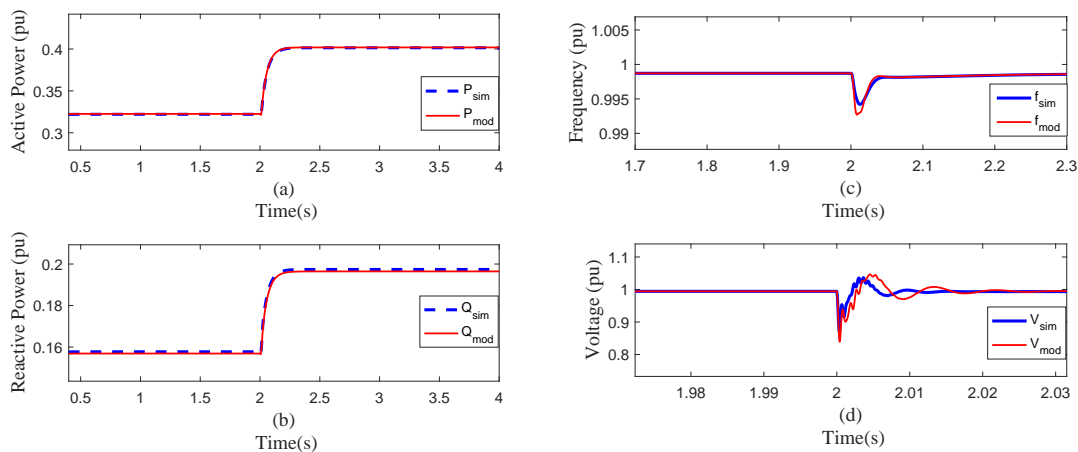 Active Power (pu)
0.4
0.35
0.3
P_sim
P_mod
0.5 1 1.5 2 2.5 3 3.5 4
(a)
Time(s)
Frequency (pu)
1.005
1
0.995
0.99
f_sim
f_mod
1.7 1.8 1.9 2 2.1 2.2 2.3
(c)
Time(s)
Reactive Power (pu)
0.2
0.18
0.16
Q_sim
Q_mod
0.5 1 1.5 2 2.5 3 3.5 4
(b)
Time(s)
Voltage (pu)
1.1
1
0.9
0.8
V_sim
V_mod
1.98 1.99 2 2.01 2.02 2.03
(d)
Time(s)